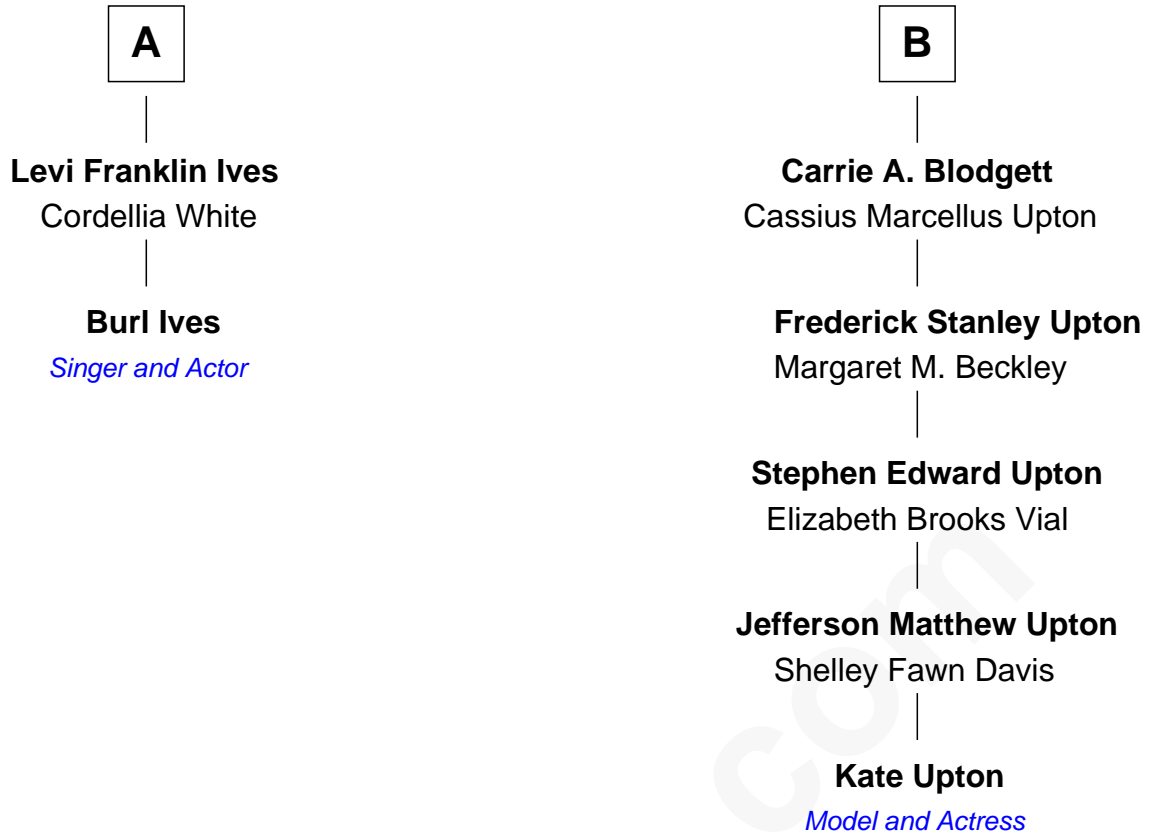 A
Levi Franklin Ives
Cordellia White
Burl Ives
Singer and Actor
B
Carrie A. Blodgett
Cassius Marcellus Upton
Frederick Stanley Upton
Margaret M. Beckley
Stephen Edward Upton
Elizabeth Brooks Vial
Jefferson Matthew Upton
Shelley Fawn Davis
Kate Upton
Model and Actress
com